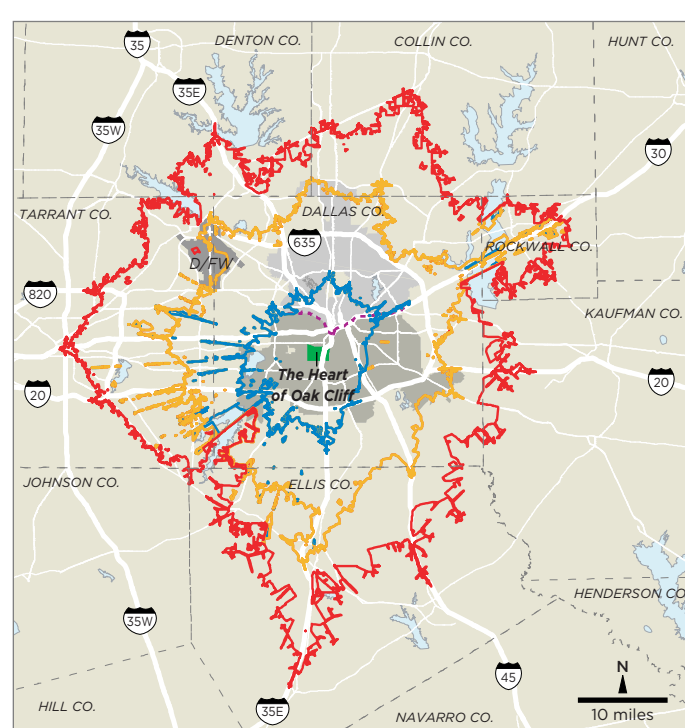 35
DENTON CO.
COLLIN CO.
HUNT CO.
35E
35W
30
TARRANT CO.
DALLAS CO.
635
ROCKWALL CO.
D/FW
820
KAUFMAN CO.
The Heart
of Oak Cliff
20
20
JOHNSON CO.
ELLIS CO.
HENDERSON CO
35W
45
N
10 miles
35E
HILL CO.
NAVARRO CO.